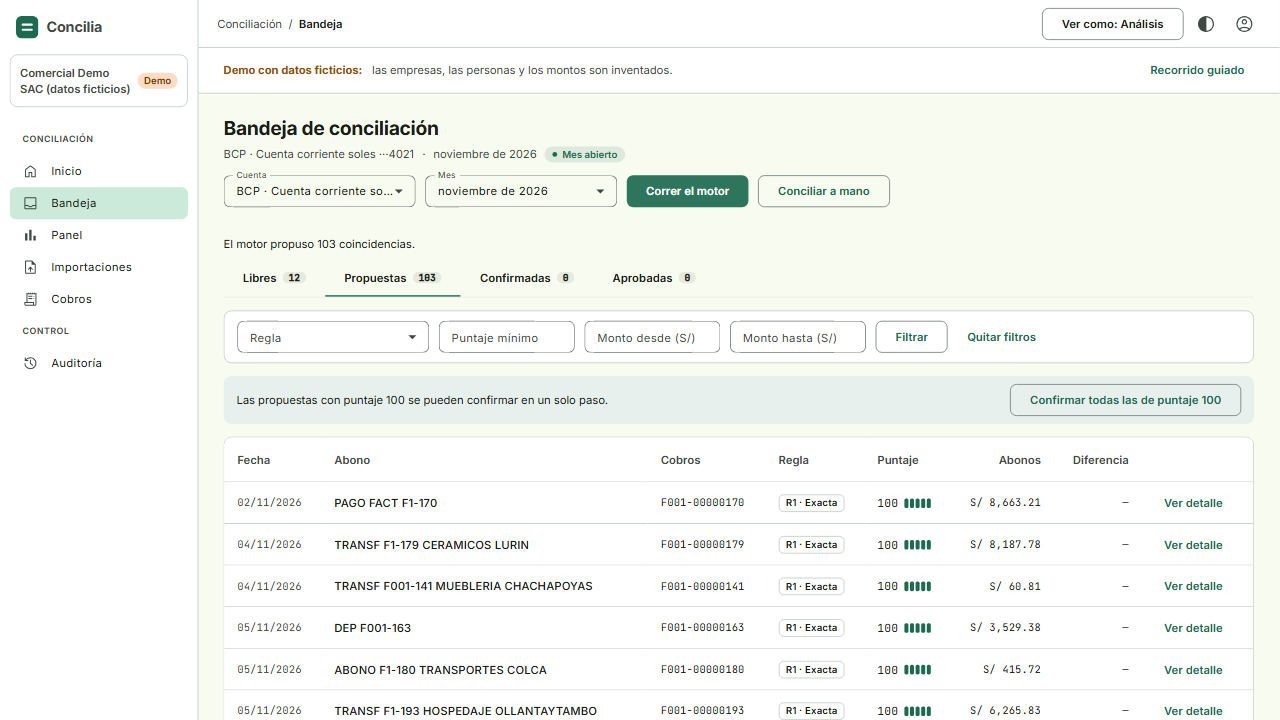 Concilia
Conciliación / Bandeja
Ver como: Análisis
Comercial Demo
SAC (datos ficticios)
Demo
Demo con datos ficticios: las empresas, las personas y los montos son inventados.
Recorrido guiado
CONCILIACIÓN
Inicio
Bandeja
Panel
Importaciones
Cobros
CONTROL
Auditoría
Bandeja de conciliación
BCP · Cuenta corriente soles ···4021 · noviembre de 2026 Mes abierto
Cuenta
BCP · Cuenta corriente so...
Mes
noviembre de 2026
Correr el motor
Conciliar a mano
El motor propuso 103 coincidencias.
Libres 12 Propuestas 103 Confirmadas 0 Aprobadas 0
Regla Puntaje mínimo Monto desde (S/) Monto hasta (S/) Filtrar Quitar filtros
Las propuestas con puntaje 100 se pueden confirmar en un solo paso.
Confirmar todas las de puntaje 100
Fecha Abono Cobros Regla Puntaje Abonos Diferencia
02/11/2026 PAGO FACT F1-170 F001-00000170 R1 · Exacta 100 S/ 8,663.21 — Ver detalle
04/11/2026 TRANSF F1-179 CERAMICOS LURIN F001-00000179 R1 · Exacta 100 S/ 8,187.78 — Ver detalle
04/11/2026 TRANSF F001-141 MUEBLERIA CHACHAPOYAS F001-00000141 R1 · Exacta 100 S/ 60.81 — Ver detalle
05/11/2026 DEP F001-163 F001-00000163 R1 · Exacta 100 S/ 3,529.38 — Ver detalle
05/11/2026 ABONO F1-180 TRANSPORTES COLCA F001-00000180 R1 · Exacta 100 S/ 415.72 — Ver detalle
05/11/2026 TRANSF F1-193 HOSPEDAJE OLLANTAYTAMBO F001-00000193 R1 · Exacta 100 S/ 6,265.83 — Ver detalle